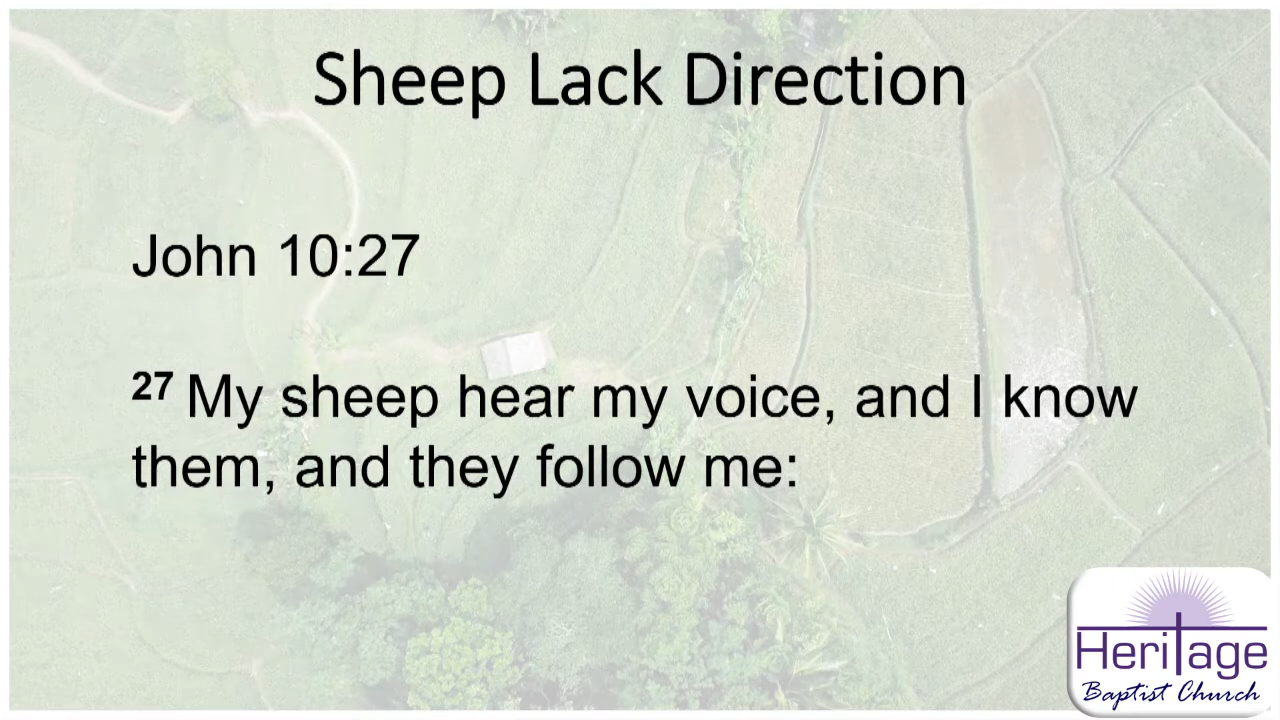 Sheep Lack Direction
John 10:27
27 My sheep hear my voice, and I know
them, and they follow me:
Heritage
Baptist Church